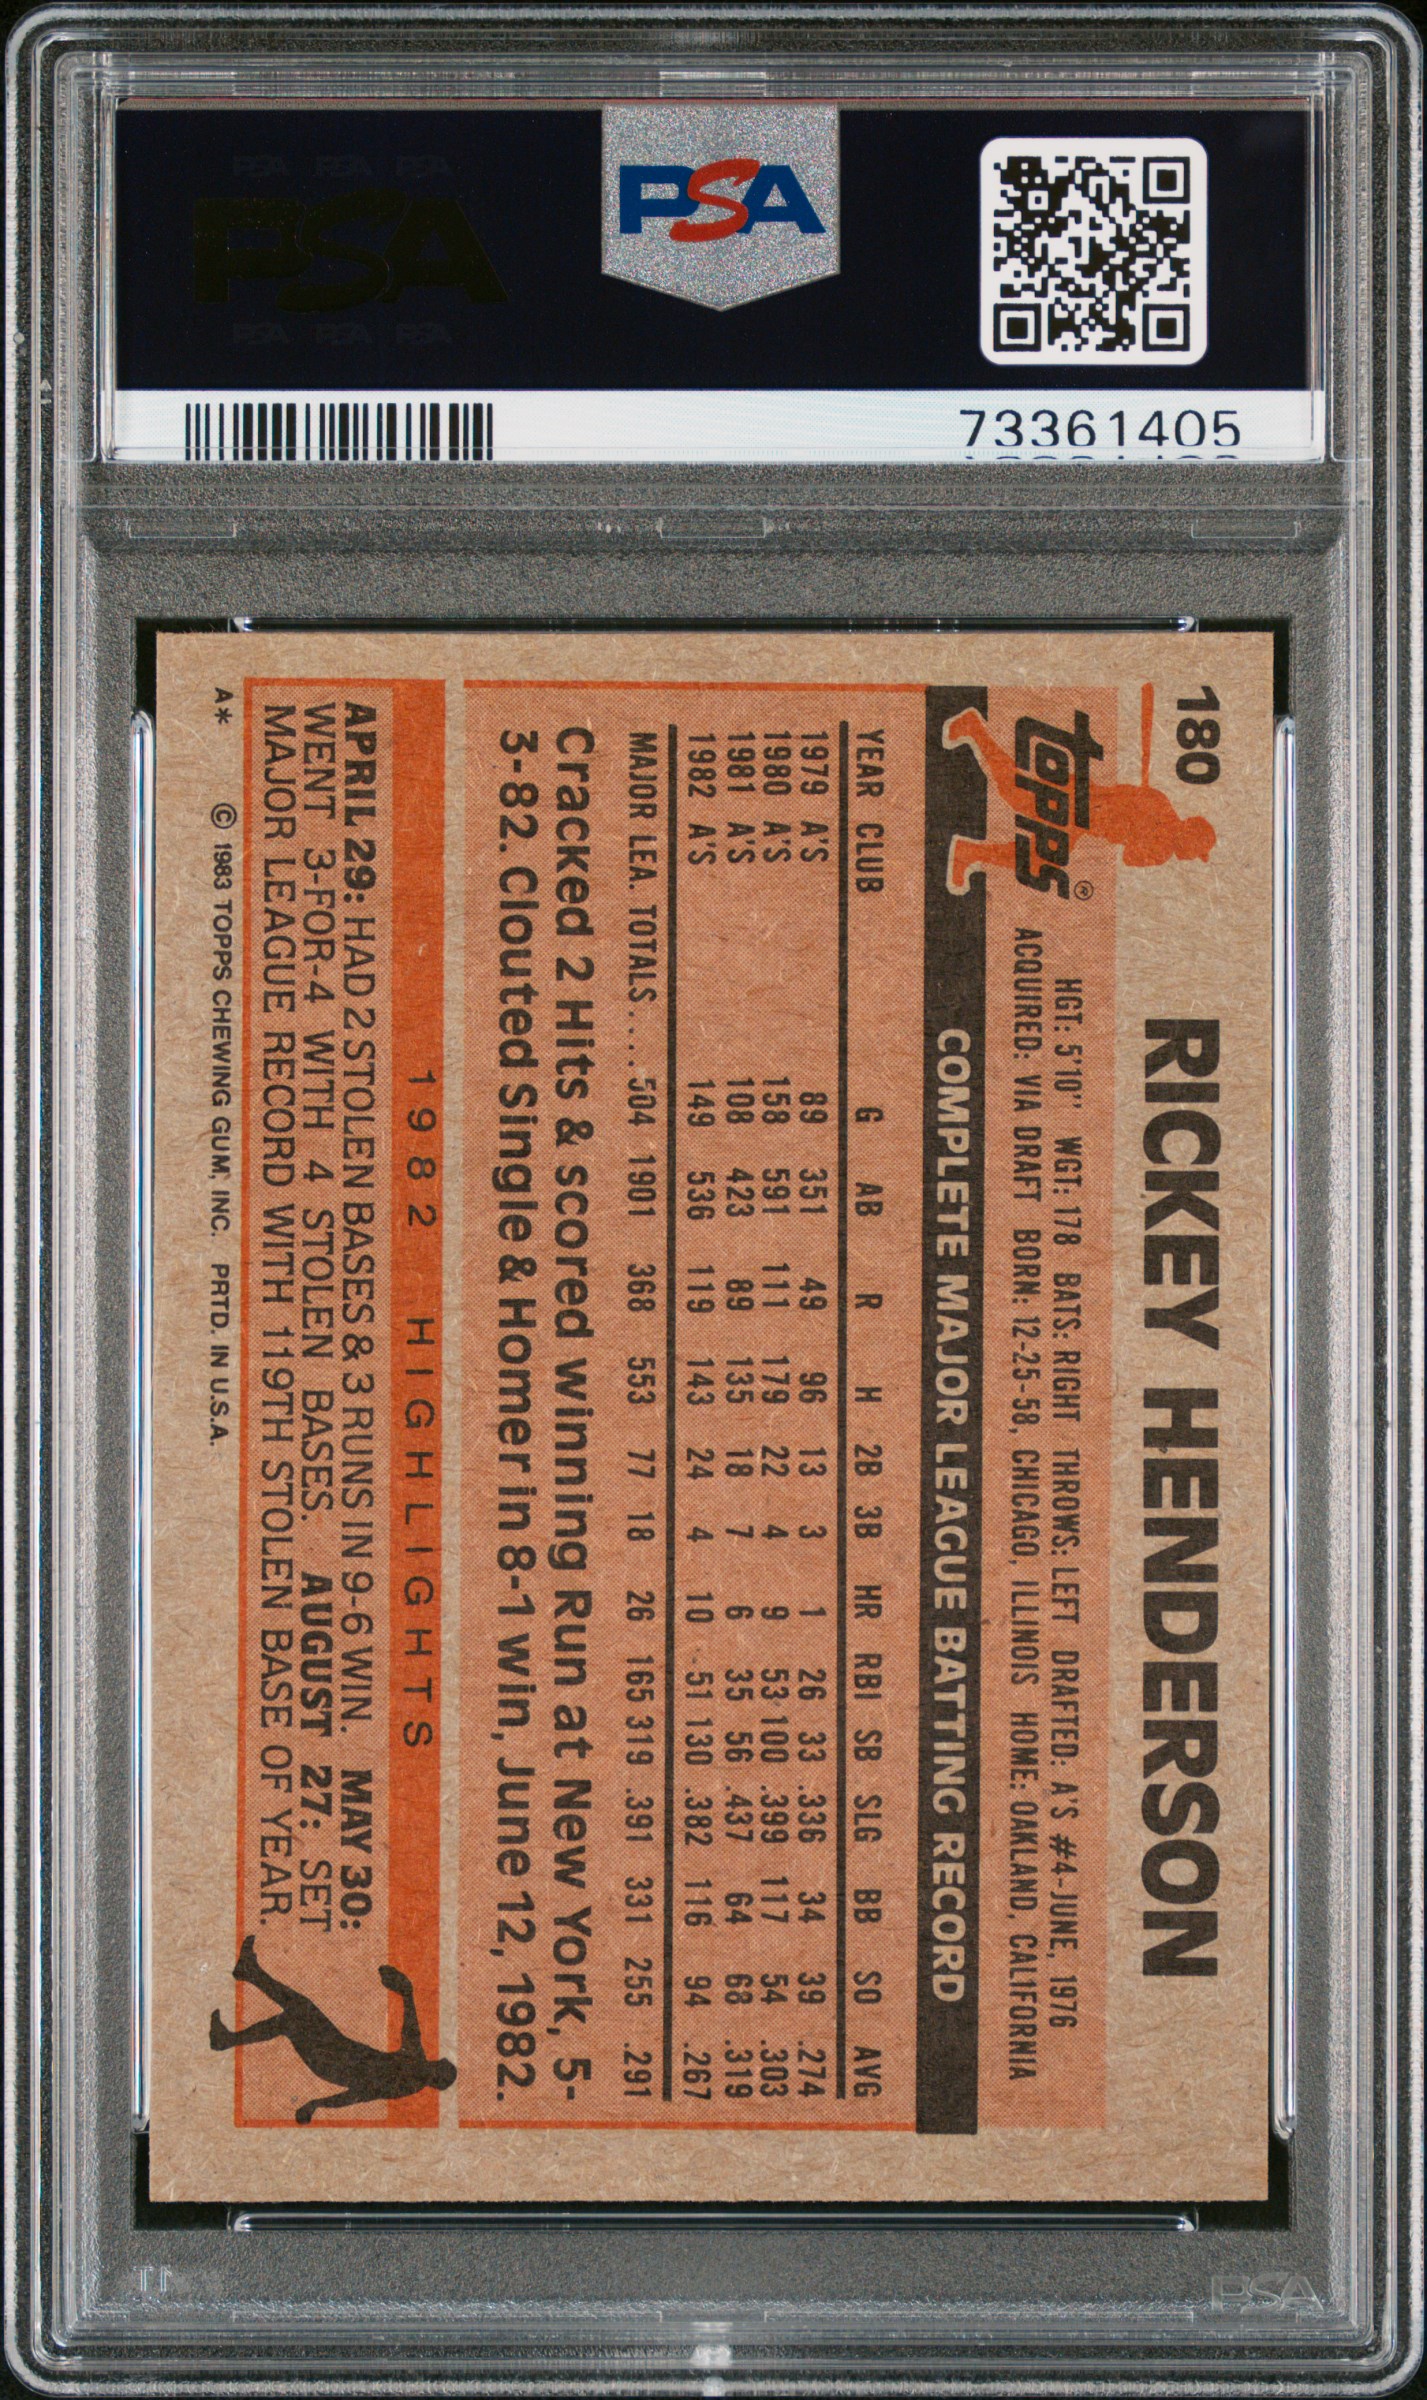 PSA PSA PSA
PSA
PSA PSA PSA
PSA
73361405
180
RICKEY HENDERSON
topps®
HGT: 5'10" WGT: 178 BATS: RIGHT THROWS: LEFT DRAFTED: A'S #4-JUNE, 1976
ACQUIRED: VIA DRAFT BORN: 12-25-58, CHICAGO, ILLINOIS HOME: OAKLAND, CALIFORNIA
COMPLETE MAJOR LEAGUE BATTING RECORD
YEAR CLUB G AB R H 2B 3B HR RBI SB SLG BB SO AVG
1979 A'S 89 351 49 96 13 3 1 26 33 .336 34 39 .274
1980 A'S 158 591 111 179 22 4 9 53 100 .399 117 54 .303
1981 A'S 108 423 89 135 18 7 6 35 56 .437 64 68 .319
1982 A'S 149 536 119 143 24 4 10 51 130 .382 116 94 .267
MAJOR LEA. TOTALS.... 504 1901 368 553 77 18 26 165 319 .391 331 255 .291
Cracked 2 Hits & scored winning Run at New York, 5-
3-82. Clouted Single & Homer in 8-1 win, June 12, 1982.
1982 HIGHLIGHTS
APRIL 29: HAD 2 STOLEN BASES & 3 RUNS IN 9-6 WIN. MAY 30:
WENT 3-FOR-4 WITH 4 STOLEN BASES. AUGUST 27: SET
MAJOR LEAGUE RECORD WITH 119TH STOLEN BASE OF YEAR.
A* © 1983 TOPPS CHEWING GUM, INC. PRTD. IN U.S.A.
PSA